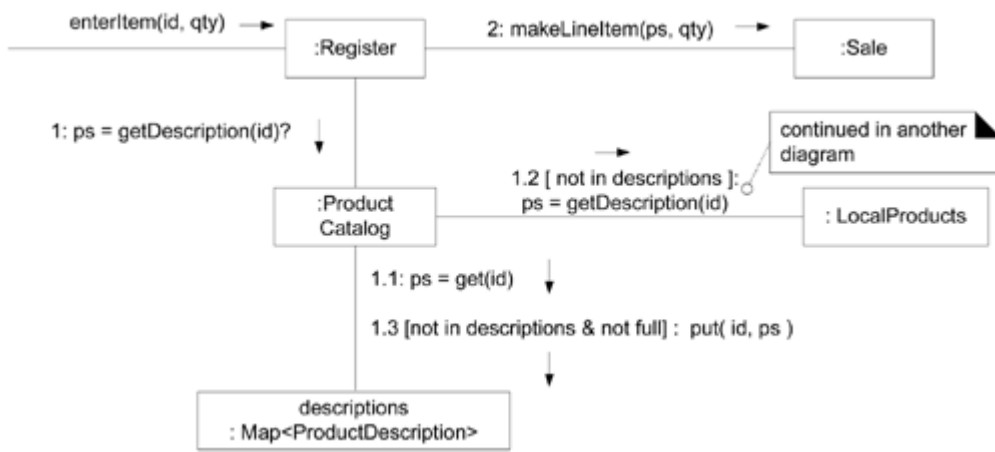 enterItem(id, qty)
:Register
2: makeLineItem(ps, qty)
:Sale
1: ps = getDescription(id)?
continued in another
diagram
1.2 [ not in descriptions ]:
ps = getDescription(id)
:Product
Catalog
: LocalProducts
1.1: ps = get(id)
1.3 [not in descriptions & not full] : put( id, ps )
descriptions
: Map<ProductDescription>